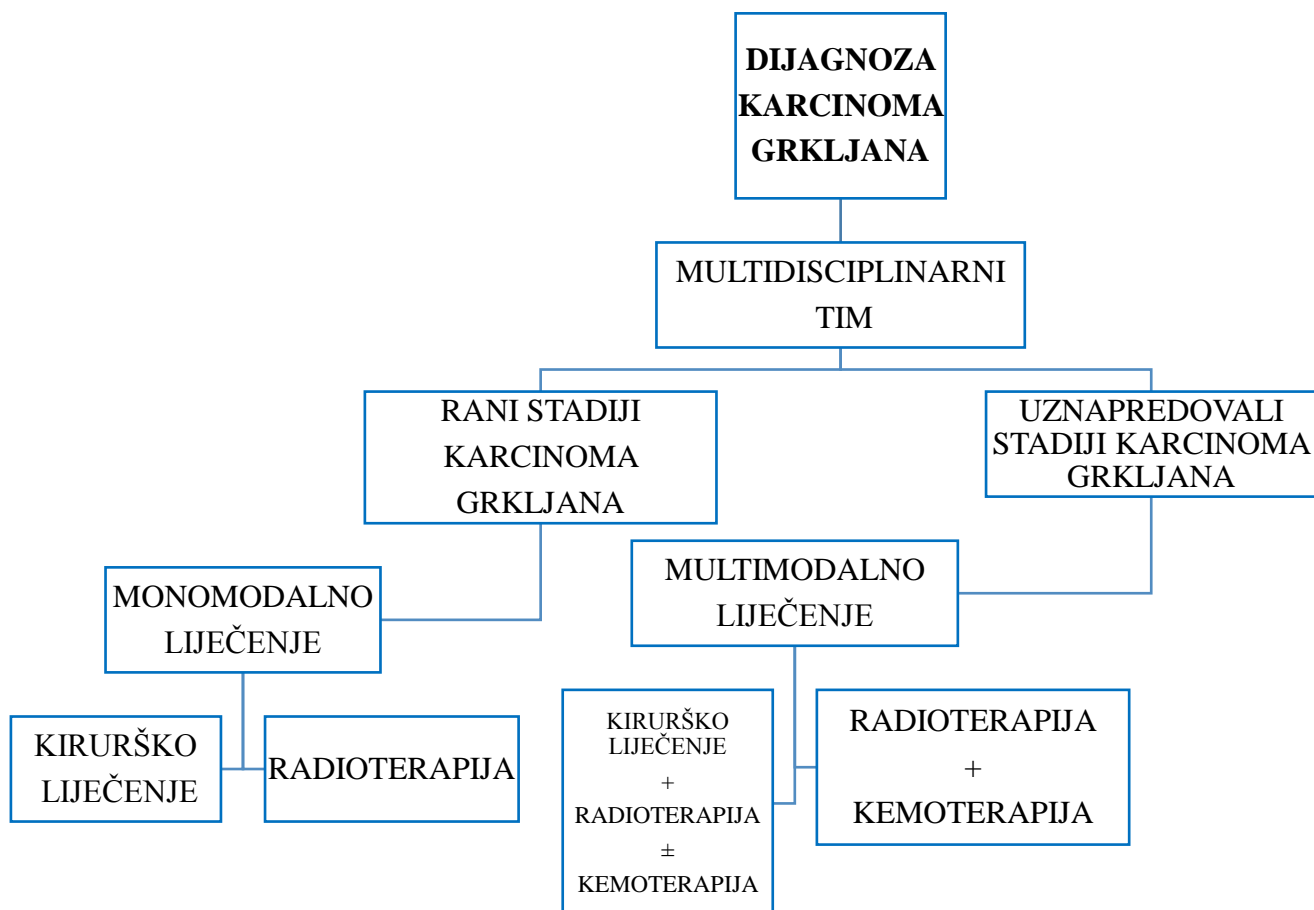 DIJAGNOZA
KARCINOMA
GRKLJANA
MULTIDISCIPLINARNI
TIM
RANI STADIJI
KARCINOMA
GRKLJANA
UZNAPREDOVALI
STADIJI KARCINOMA
GRKLJANA
MONOMODALNO
LIJEČENJE
MULTIMODALNO
LIJEČENJE
KIRURŠKO
LIJEČENJE
RADIOTERAPIJA
KIRURŠKO
LIJEČENJE
+
RADIOTERAPIJA
±
KEMOTERAPIJA
RADIOTERAPIJA
+
KEMOTERAPIJA